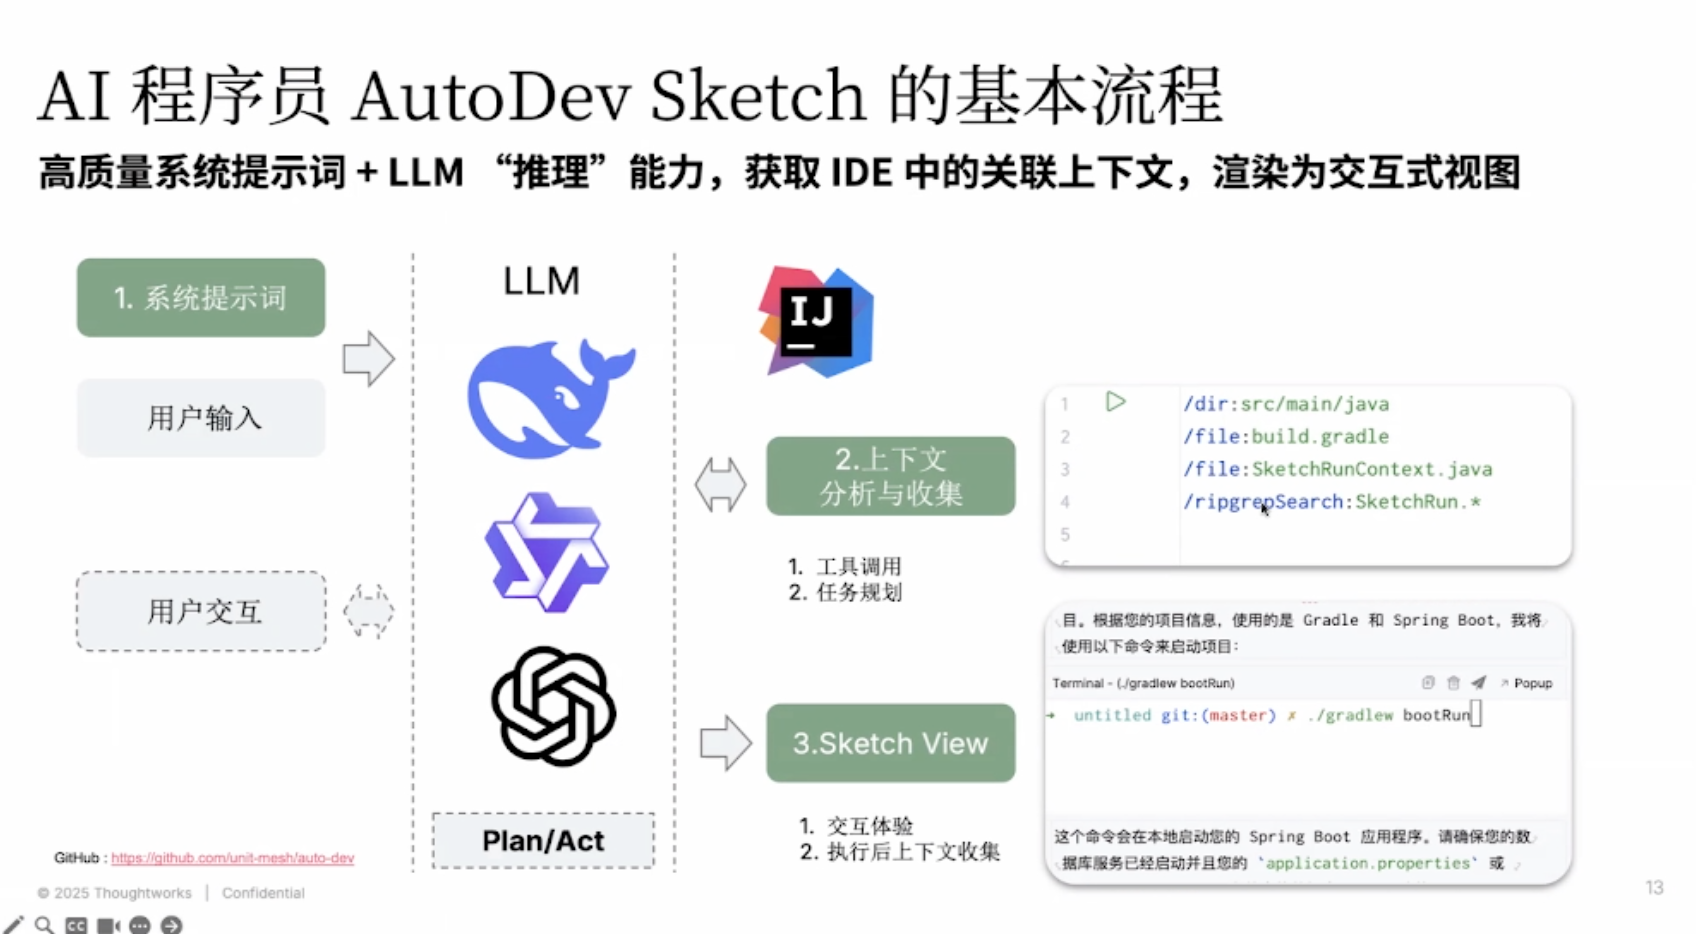 AI 程序员 AutoDev Sketch 的基本流程
高质量系统提示词 + LLM “推理”能力，获取 IDE 中的关联上下文，渲染为交互式视图
1. 系统提示词
用户输入
用户交互
LLM
Plan/Act
IJ
2.上下文
分析与收集
1. 工具调用
2. 任务规划
3.Sketch View
1. 交互体验
2. 执行后上下文收集
1 /dir:src/main/java
2 /file:build.gradle
3 /file:SketchRunContext.java
4 /ripgrepSearch:SketchRun.*
5
目。根据您的项目信息，使用的是 Gradle 和 Spring Boot，我将
使用以下命令来启动项目：
Terminal - (./gradlew bootRun)
Popup
→ untitled git:(master) ✗ ./gradlew bootRun
这个命令会在本地启动您的 Spring Boot 应用程序。请确保您的数
据库服务已经启动并且您的 `application.properties` 或
GitHub : https://github.com/unit-mesh/auto-dev
© 2025 Thoughtworks | Confidential
13
CC